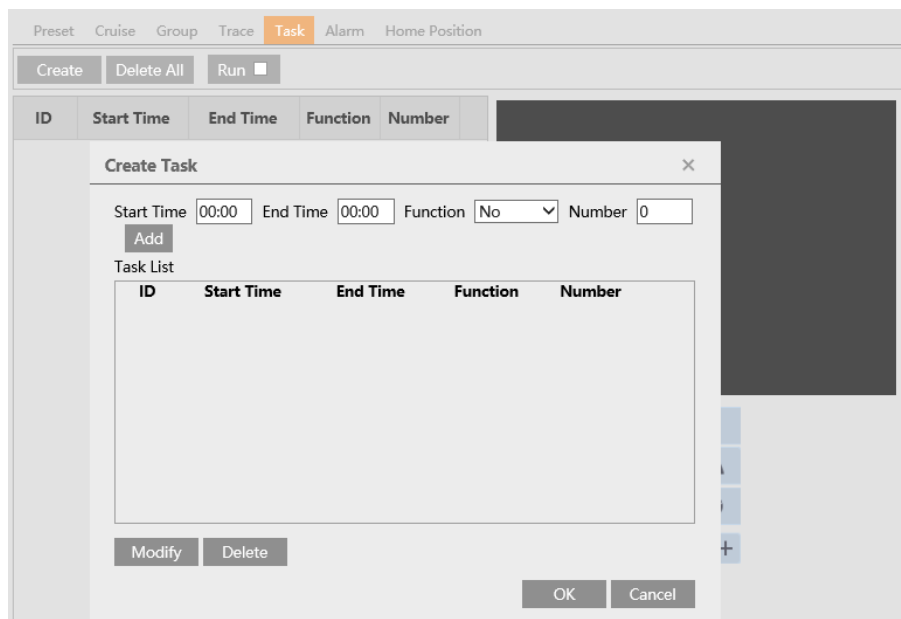 Preset Cruise Group Trace Task Alarm Home Position
Create Delete All Run
ID Start Time End Time Function Number
Create Task ×
Start Time 00:00 End Time 00:00 Function No Number 0
Add
Task List
ID Start Time End Time Function Number
Modify Delete
+
OK Cancel